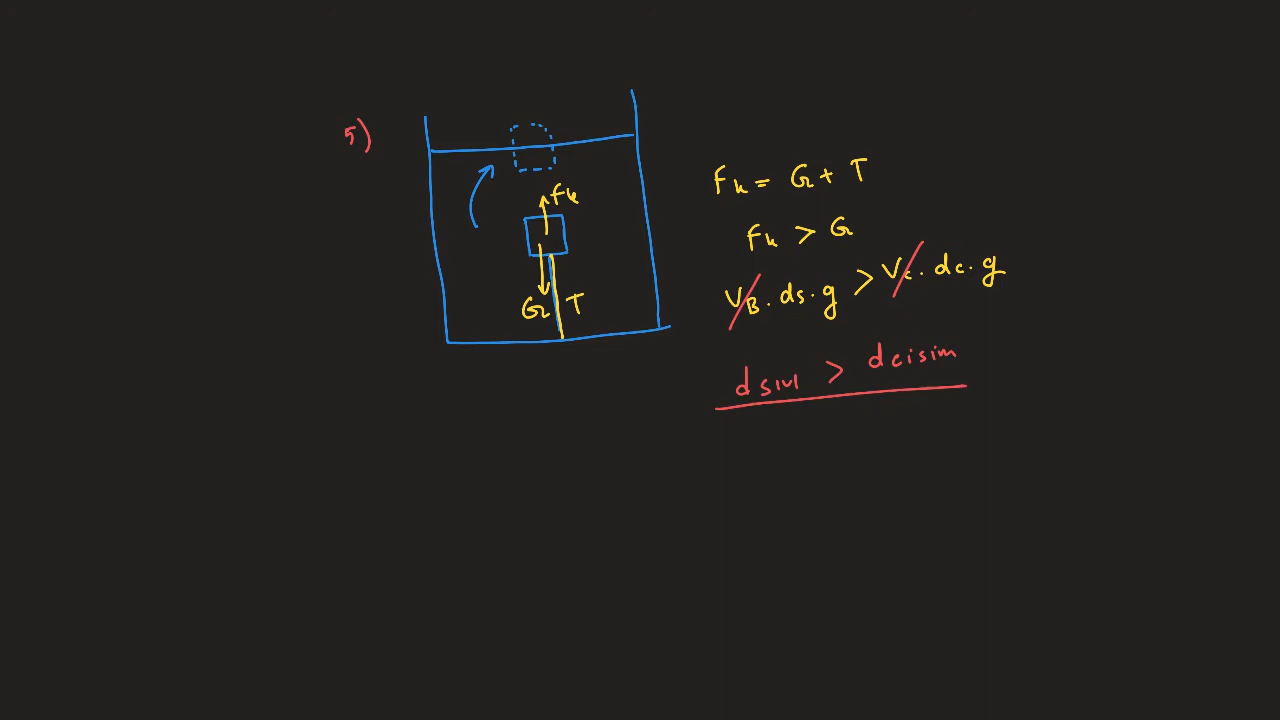 5)
Fk
G T
Fk = G + T
Fk > G
VB . ds . g > Vc . dc . g
dsıvı > dcisim